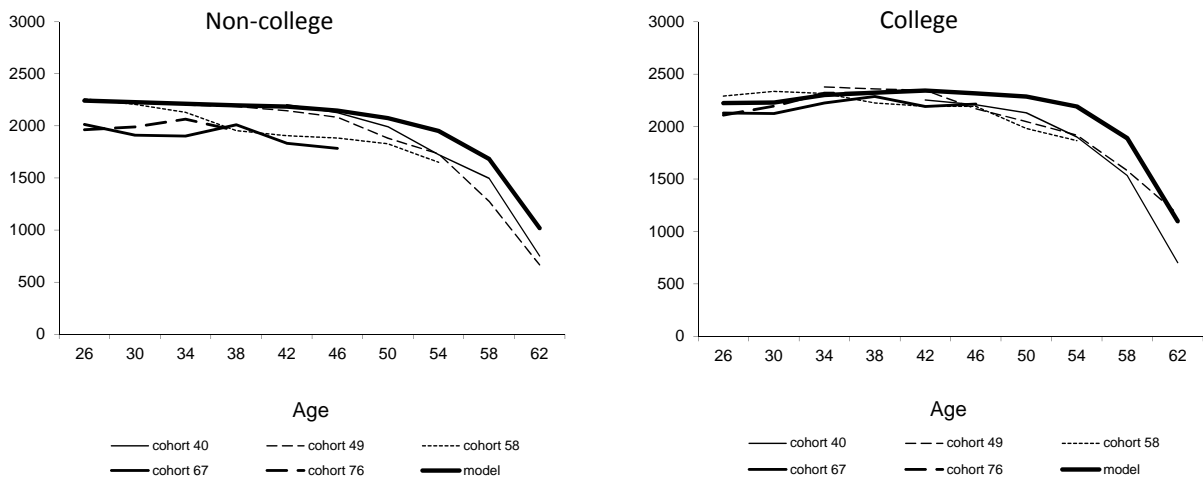 Non-college
3000
2500
2000
1500
1000
500
0
26 30 34 38 42 46 50 54 58 62
Age
cohort 40 cohort 49 cohort 58
cohort 67 cohort 76 model
College
3000
2500
2000
1500
1000
500
0
26 30 34 38 42 46 50 54 58 62
Age
cohort 40 cohort 49 cohort 58
cohort 67 cohort 76 model